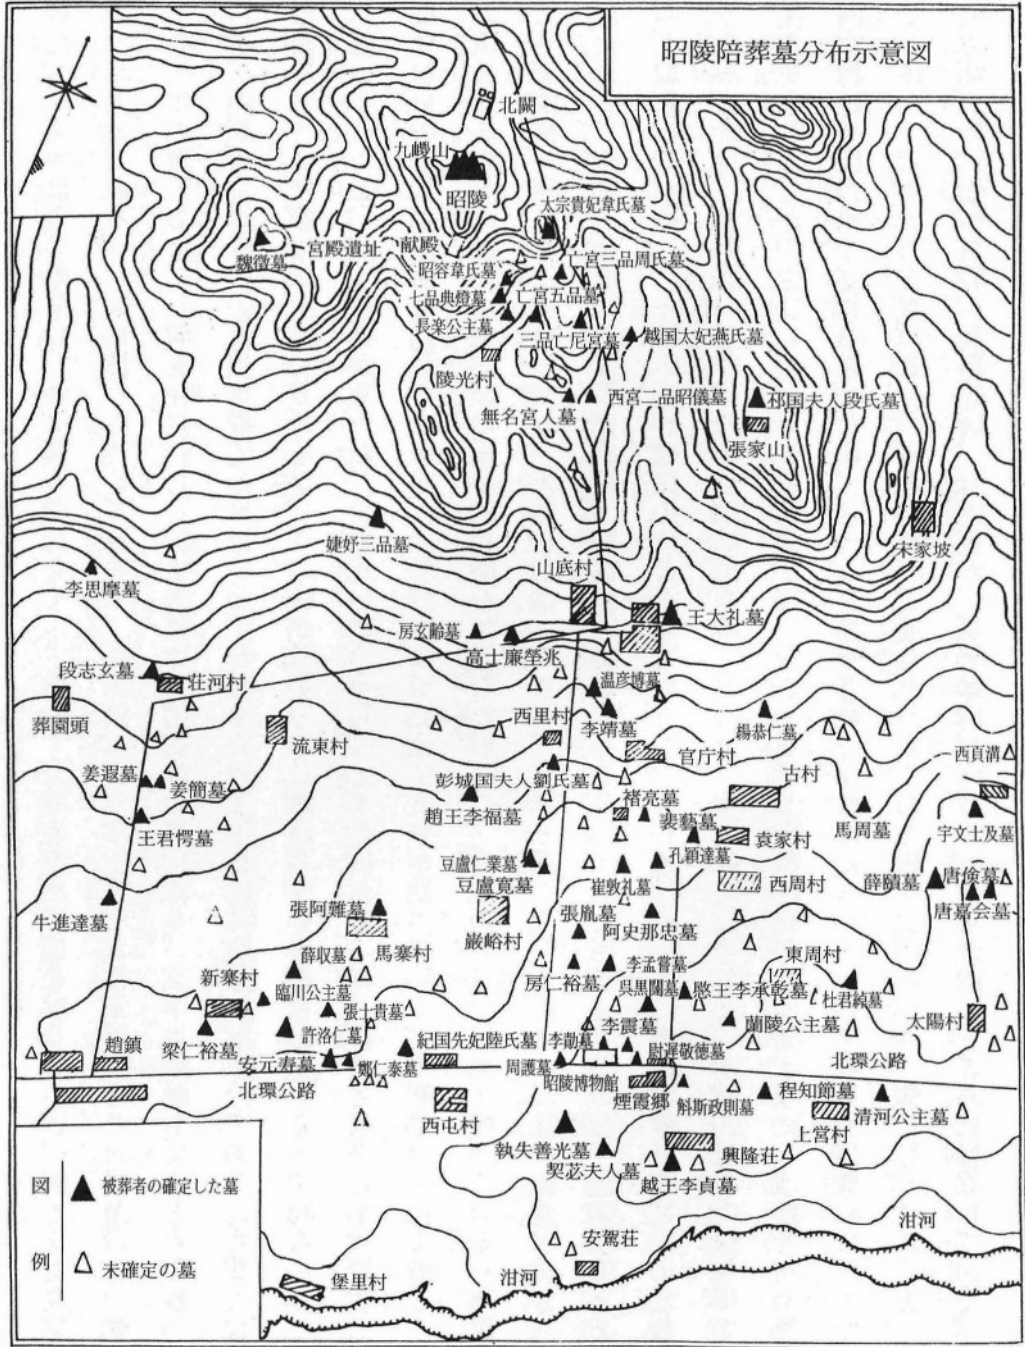 昭陵陪葬墓分布示意図
北闕
九嵕山
昭陵
太宗貴妃韋氏墓
魏徴墓
宮殿遺址
献殿
亡宮三品周氏墓
昭容韋氏墓
七品典燈墓
亡宮五品墓
長楽公主墓
三品亡尼宮墓
越国太妃燕氏墓
陵光村
無名宮人墓
西宮二品昭儀墓
祁国夫人段氏墓
張家山
宋家坡
婕妤三品墓
李思摩墓
山底村
王大礼墓
房玄齢墓
高士廉塋兆
段志玄墓
荘河村
温彦博墓
葬園頭
流東村
西里村
李靖墓
官庁村
楊恭仁墓
西頁溝
姜遐墓
姜簡墓
彭城国夫人劉氏墓
古村
王君愕墓
趙王李福墓
褚亮墓
裴藝墓
馬周墓
宇文士及墓
袁家村
豆盧仁業墓
孔穎達墓
豆盧寛墓
崔敦礼墓
西周村
薛賾墓
唐倹墓
唐嘉会墓
牛進達墓
張阿難墓
巌峪村
張胤墓
阿史那忠墓
薛収墓
馬寨村
新寨村
臨川公主墓
房仁裕墓
李孟嘗墓
東周村
呉黒闥墓
愍王李承乾墓
杜君綽墓
張士貴墓
蘭陵公主墓
太陽村
許洛仁墓
梁仁裕墓
李震墓
趙鎮
安元寿墓
鄭仁泰墓
紀国先妃陸氏墓
李勣墓
周護墓
尉遅敬徳墓
北環公路
昭陵博物館
北環公路
煙霞郷
斛斯政則墓
程知節墓
清河公主墓
西屯村
上営村
執失善光墓
契苾夫人墓
興隆荘
越王李貞墓
図例
被葬者の確定した墓
未確定の墓
安駕荘
泔河
堡里村
泔河